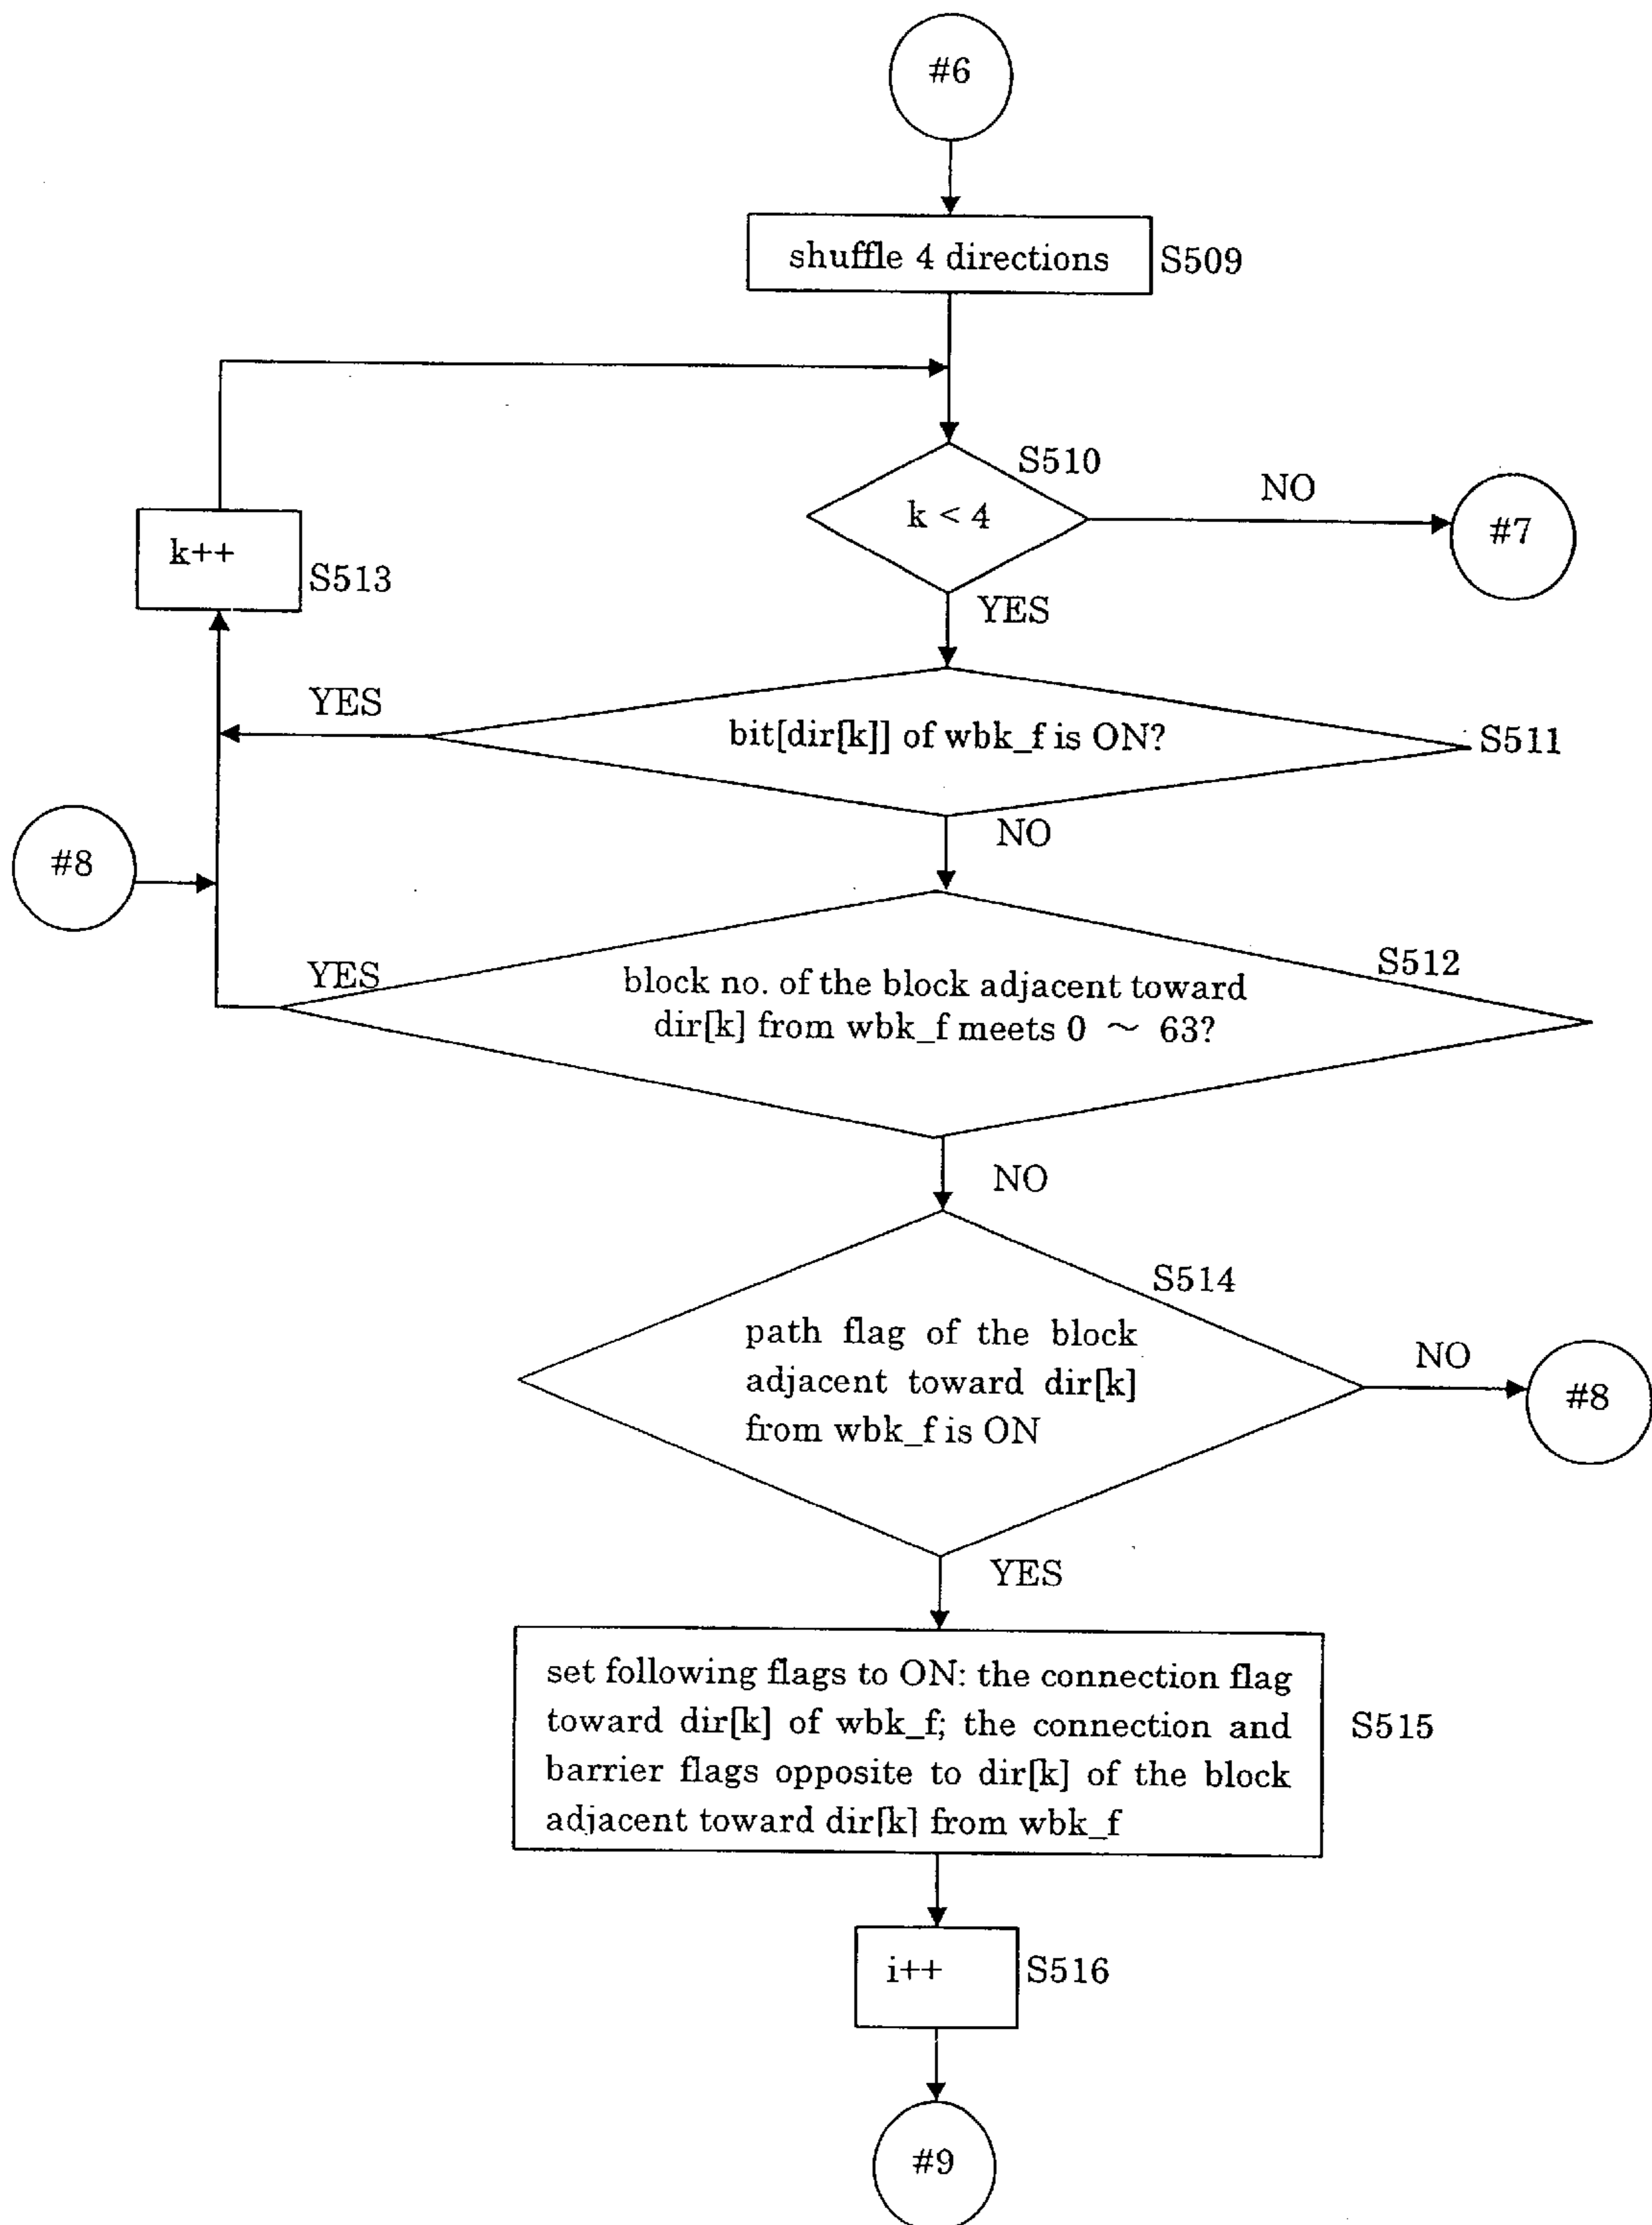 #6
shuffle 4 directions
S509
S510
k < 4
NO
#7
k++
S513
YES
YES
bit[dir[k]] of wbk_f is ON?
S511
NO
#8
YES
S512
block no. of the block adjacent toward
dir[k] from wbk_f meets 0 ~ 63?
NO
S514
path flag of the block
adjacent toward dir[k]
from wbk_f is ON
NO
#8
YES
set following flags to ON: the connection flag
toward dir[k] of wbk_f; the connection and
barrier flags opposite to dir[k] of the block
adjacent toward dir[k] from wbk_f
S515
i++
S516
#9